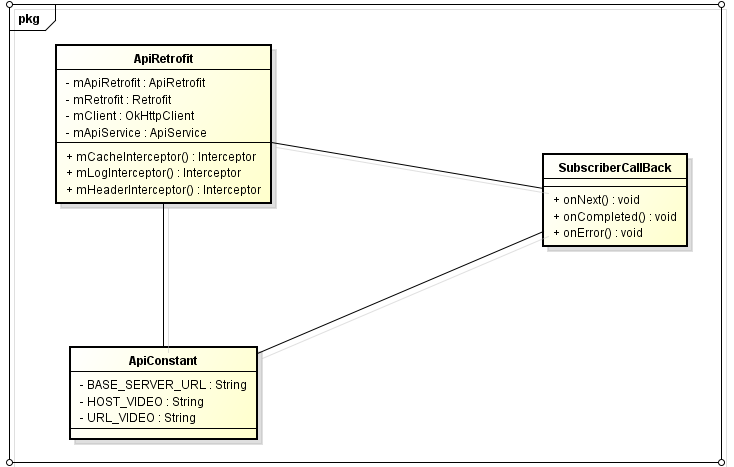 pkg
ApiRetrofit
- mApiRetrofit : ApiRetrofit
- mRetrofit : Retrofit
- mClient : OkHttpClient
- mApiService : ApiService
+ mCacheInterceptor() : Interceptor
+ mLogInterceptor() : Interceptor
+ mHeaderInterceptor() : Interceptor
SubscriberCallBack
+ onNext() : void
+ onCompleted() : void
+ onError() : void
ApiConstant
- BASE_SERVER_URL : String
- HOST_VIDEO : String
- URL_VIDEO : String